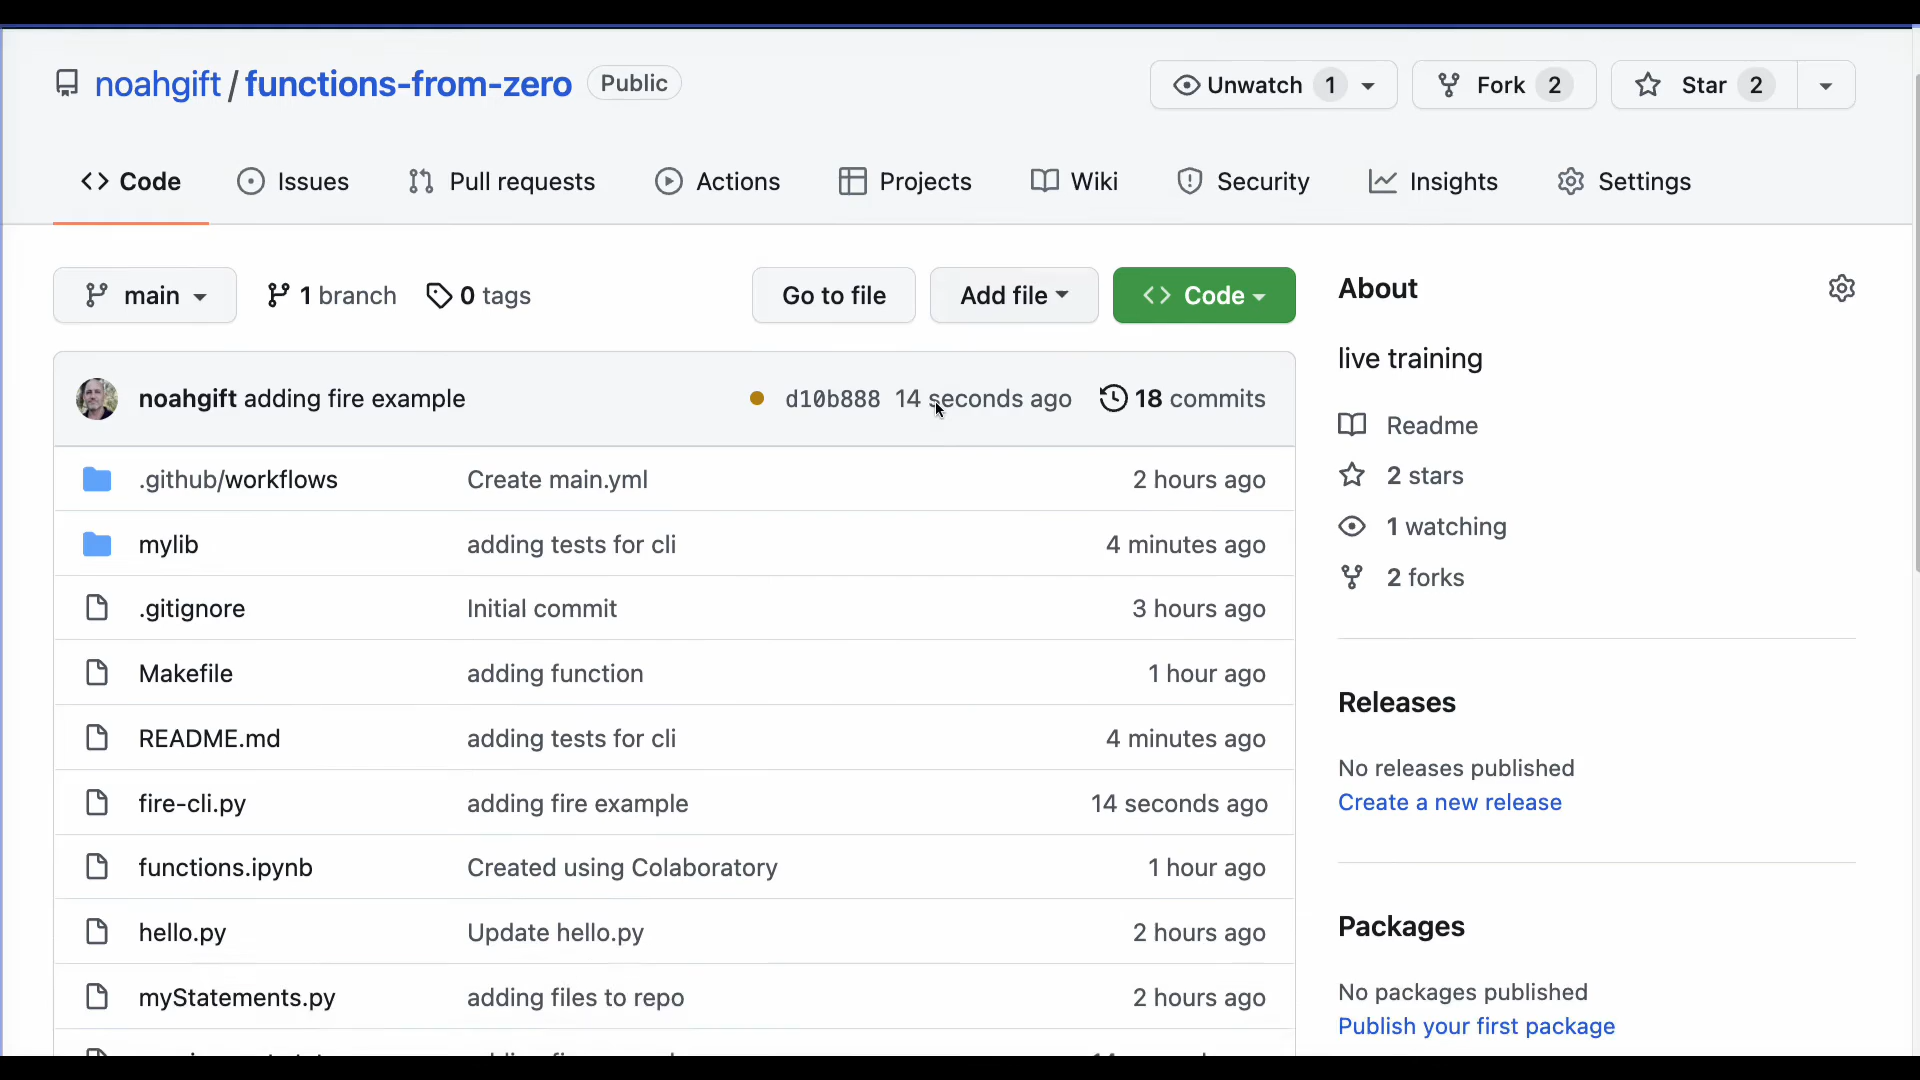 noahgift / functions-from-zero Public
Unwatch 1
Fork 2
Star 2
Code
Issues
Pull requests
Actions
Projects
Wiki
Security
Insights
Settings
main
1 branch
0 tags
Go to file
Add file
Code
noahgift adding fire example d10b888 14 seconds ago 18 commits
.github/workflows Create main.yml 2 hours ago
mylib adding tests for cli 4 minutes ago
.gitignore Initial commit 3 hours ago
Makefile adding function 1 hour ago
README.md adding tests for cli 4 minutes ago
fire-cli.py adding fire example 14 seconds ago
functions.ipynb Created using Colaboratory 1 hour ago
hello.py Update hello.py 2 hours ago
myStatements.py adding files to repo 2 hours ago
About
live training
Readme
2 stars
1 watching
2 forks
Releases
No releases published
Create a new release
Packages
No packages published
Publish your first package